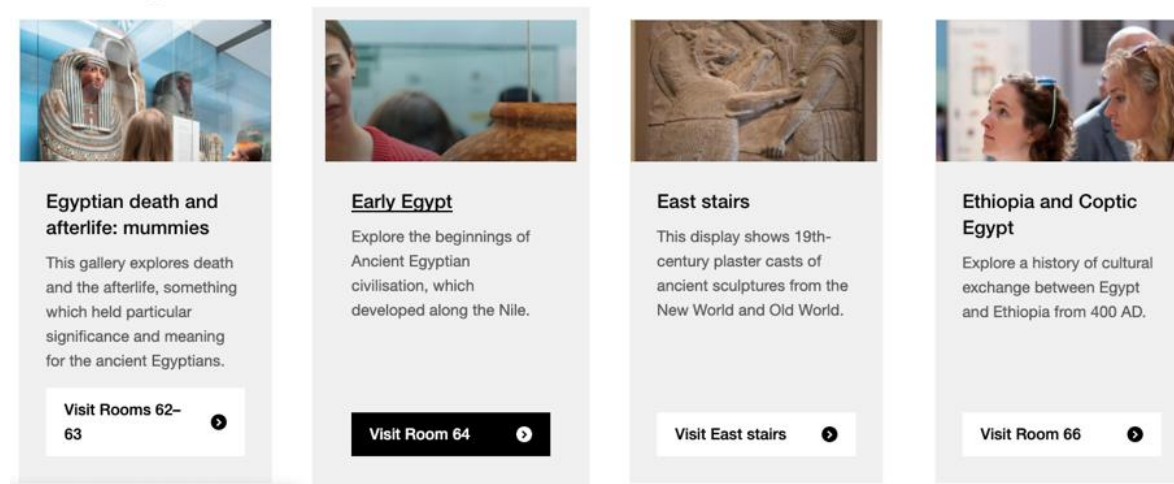 Egyptian death and
afterlife: mummies
This gallery explores death
and the afterlife, something
which held particular
significance and meaning
for the ancient Egyptians.
Visit Rooms 62–
63
Early Egypt
Explore the beginnings of
Ancient Egyptian
civilisation, which
developed along the Nile.
Visit Room 64
East stairs
This display shows 19th-
century plaster casts of
ancient sculptures from the
New World and Old World.
Visit East stairs
Ethiopia and Coptic
Egypt
Explore a history of cultural
exchange between Egypt
and Ethiopia from 400 AD.
Visit Room 66